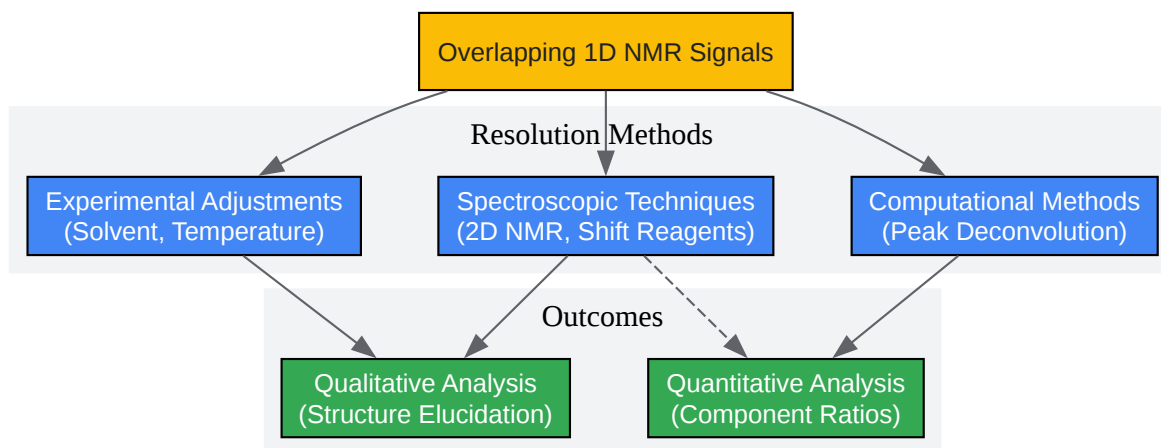 Overlapping 1D NMR Signals
Resolution Methods
Experimental Adjustments
(Solvent, Temperature)
Spectroscopic Techniques
(2D NMR, Shift Reagents)
Computational Methods
(Peak Deconvolution)
Outcomes
Qualitative Analysis
(Structure Elucidation)
Quantitative Analysis
(Component Ratios)